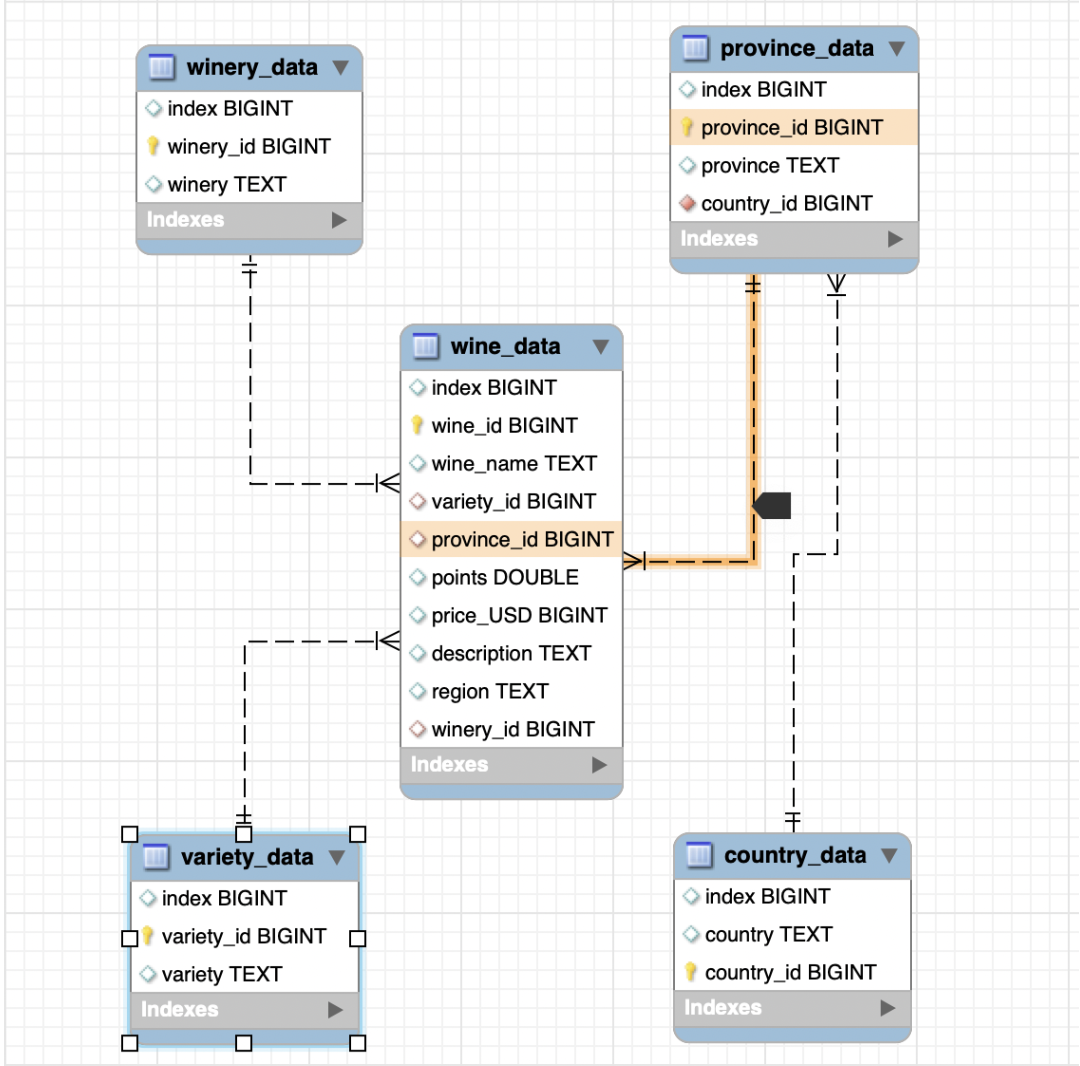 winery_data
index BIGINT
winery_id BIGINT
winery TEXT
Indexes
province_data
index BIGINT
province_id BIGINT
province TEXT
country_id BIGINT
Indexes
wine_data
index BIGINT
wine_id BIGINT
wine_name TEXT
variety_id BIGINT
province_id BIGINT
points DOUBLE
price_USD BIGINT
description TEXT
region TEXT
winery_id BIGINT
Indexes
variety_data
index BIGINT
variety_id BIGINT
variety TEXT
Indexes
country_data
index BIGINT
country TEXT
country_id BIGINT
Indexes